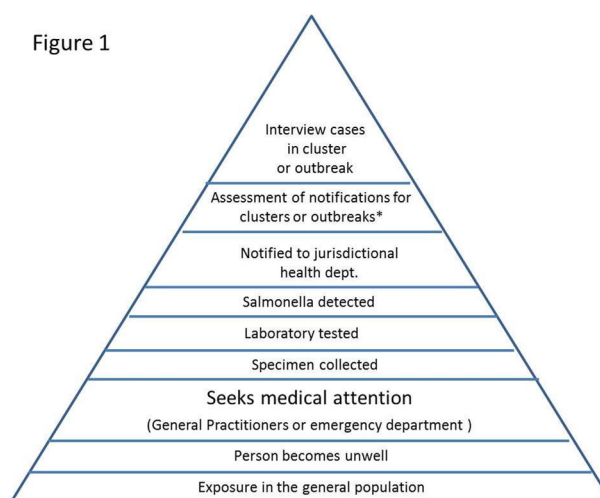 Figure 1
Interview cases
in cluster
or outbreak
Assessment of notifications for
clusters or outbreaks*
Notified to jurisdictional
health dept.
Salmonella detected
Laboratory tested
Specimen collected
Seeks medical attention
(General Practitioners or emergency department )
Person becomes unwell
Exposure in the general population